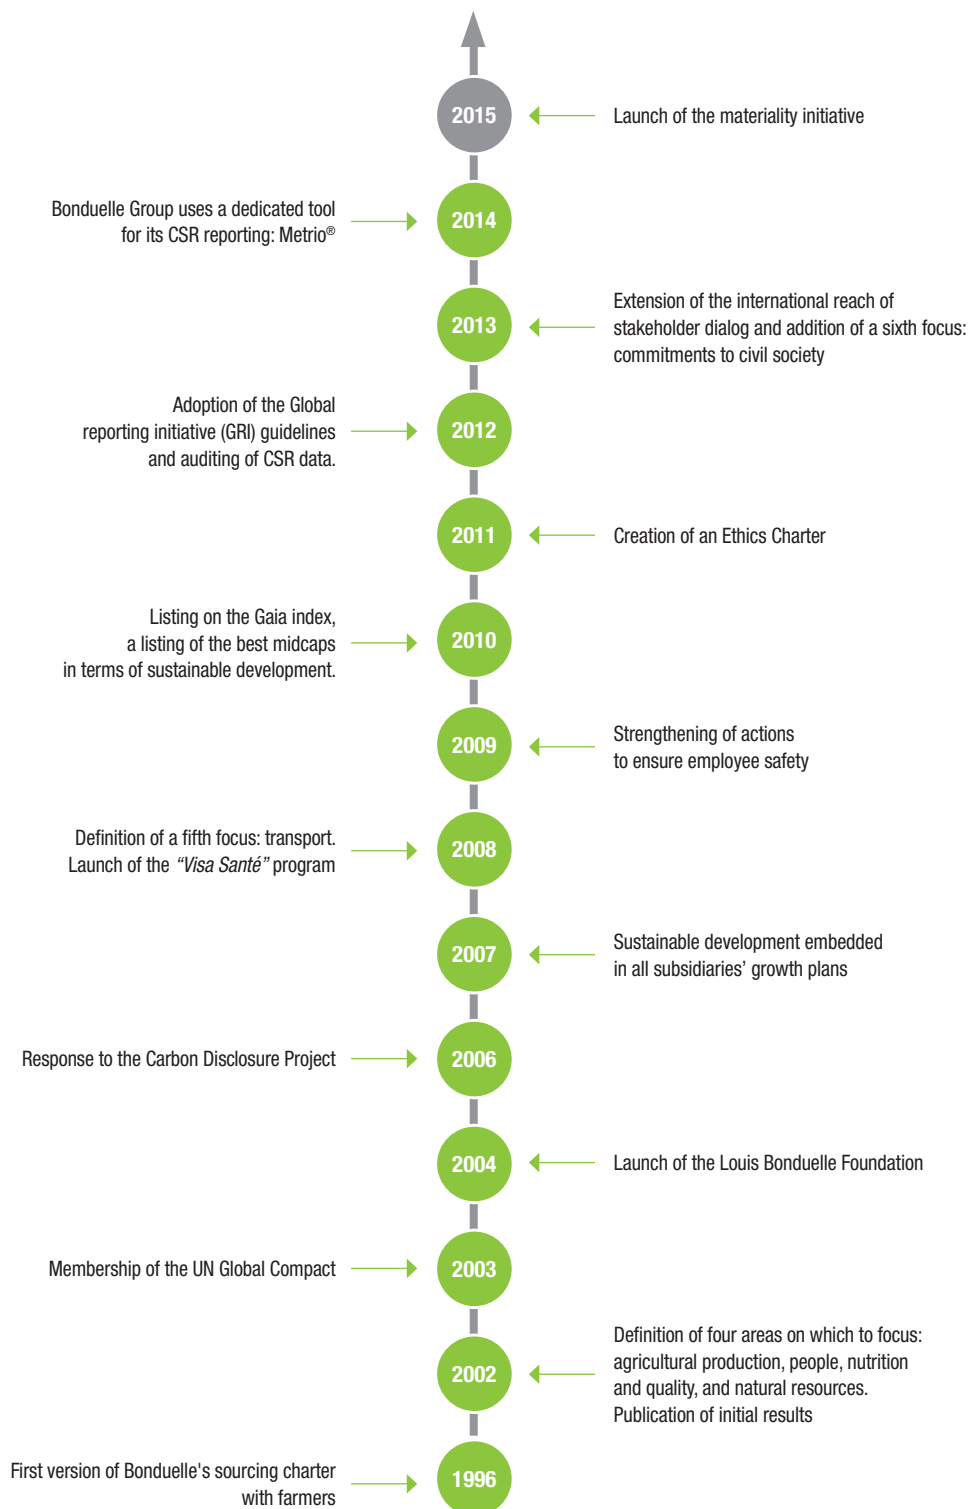 2015
Launch of the materiality initiative
Bonduelle Group uses a dedicated tool
for its CSR reporting: Metrio®
2014
2013
Extension of the international reach of
stakeholder dialog and addition of a sixth focus:
commitments to civil society
Adoption of the Global
reporting initiative (GRI) guidelines
and auditing of CSR data.
2012
2011
Creation of an Ethics Charter
Listing on the Gaia index,
a listing of the best midcaps
in terms of sustainable development.
2010
2009
Strengthening of actions
to ensure employee safety
Definition of a fifth focus: transport.
Launch of the “Visa Santé” program
2008
2007
Sustainable development embedded
in all subsidiaries’ growth plans
Response to the Carbon Disclosure Project
2006
2004
Launch of the Louis Bonduelle Foundation
Membership of the UN Global Compact
2003
2002
Definition of four areas on which to focus:
agricultural production, people, nutrition
and quality, and natural resources.
Publication of initial results
First version of Bonduelle's sourcing charter
with farmers
1996